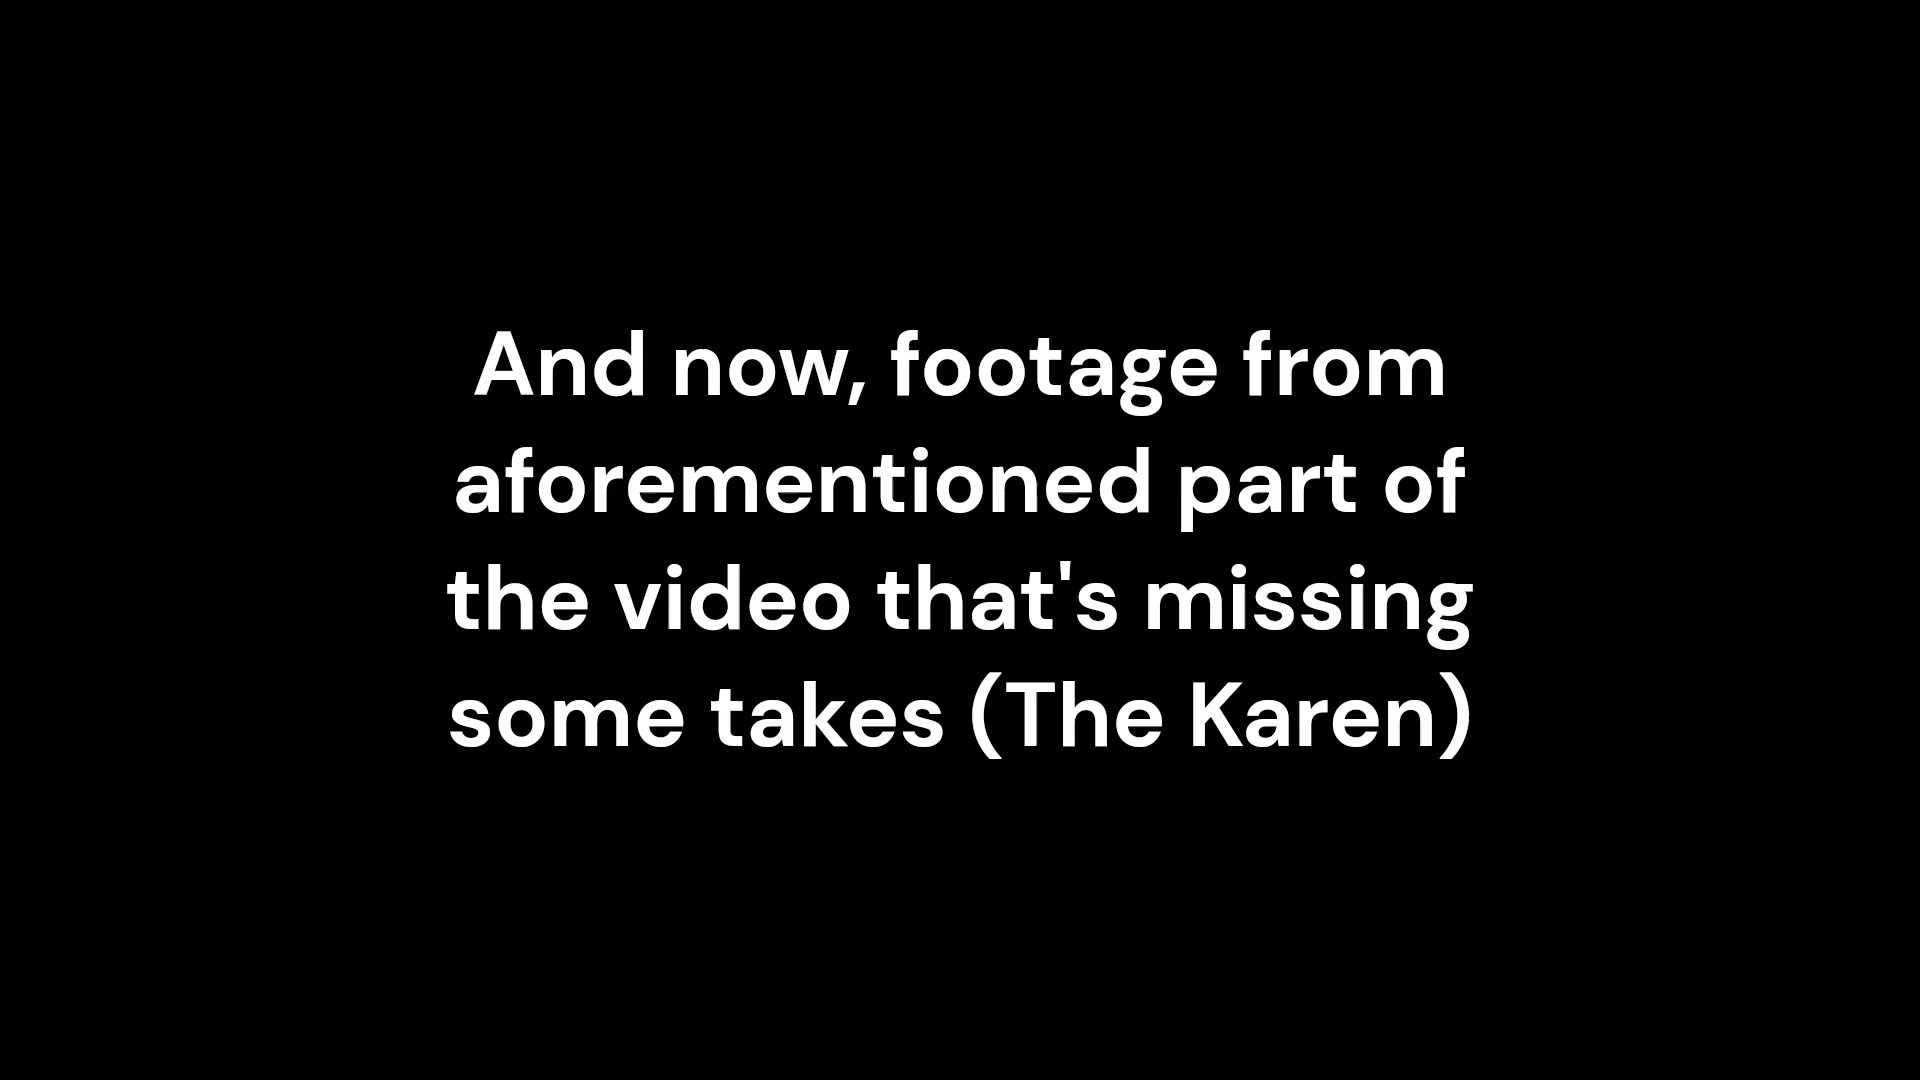 And now, footage from
aforementioned part of
the video that's missing
some takes (The Karen)